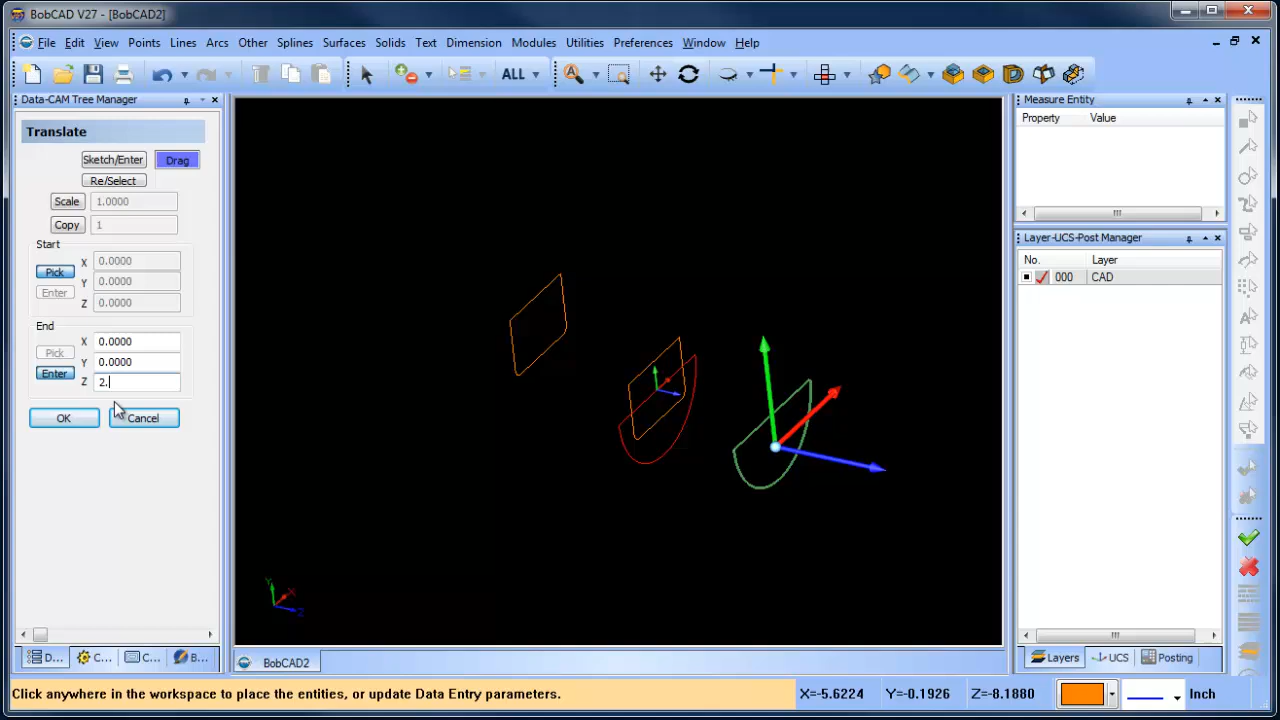 BobCAD V27 - [BobCAD2]
File Edit View Points Lines Arcs Other Splines Surfaces Solids Text Dimension Modules Utilities Preferences Window Help
ALL
Data-CAM Tree Manager
Translate
Sketch/Enter Drag
Re/Select
Scale 1.0000
Copy 1
Start
Pick X 0.0000
Y 0.0000
Enter Z 0.0000
End
X 0.0000
Pick Y 0.0000
Enter Z 2.
OK Cancel
D... C... C... B...
Y X Z
BobCAD2
Measure Entity
Property Value
Layer-UCS-Post Manager
No. Layer
000 CAD
Layers UCS Posting
Click anywhere in the workspace to place the entities, or update Data Entry parameters.
X=-5.6224 Y=-0.1926 Z=-8.1880 Inch